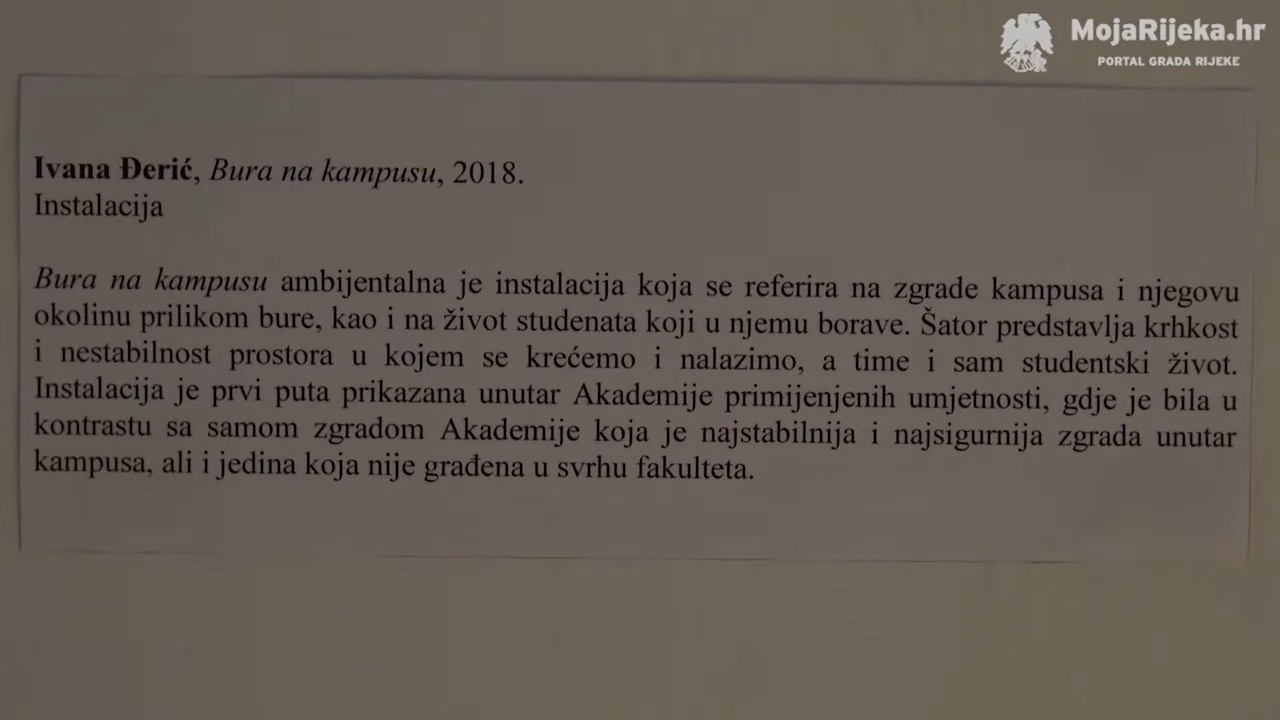 MojaRijeka.hr
PORTAL GRADA RIJEKE
Ivana Đerić, Bura na kampusu, 2018.
Instalacija
Bura na kampusu ambijentalna je instalacija koja se referira na zgrade kampusa i njegovu
okolinu prilikom bure, kao i na život studenata koji u njemu borave. Šator predstavlja krhkost
i nestabilnost prostora u kojem se krećemo i nalazimo, a time i sam studentski život.
Instalacija je prvi puta prikazana unutar Akademije primijenjenih umjetnosti, gdje je bila u
kontrastu sa samom zgradom Akademije koja je najstabilnija i najsigurnija zgrada unutar
kampusa, ali i jedina koja nije građena u svrhu fakulteta.